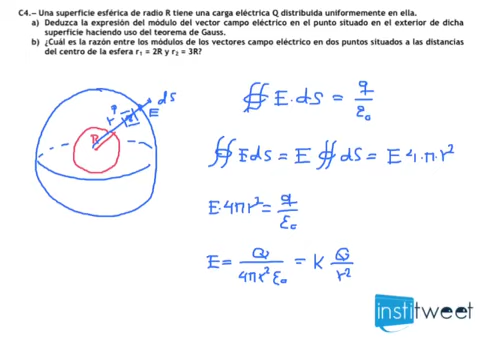 C4.- Una superficie esférica de radio R tiene una carga eléctrica Q distribuida uniformemente en ella.
a) Deduzca la expresión del módulo del vector campo eléctrico en el punto situado en el exterior de dicha
superficie haciendo uso del teorema de Gauss.
b) ¿Cuál es la razón entre los módulos de los vectores campo eléctrico en dos puntos situados a las distancias
del centro de la esfera r₁ = 2R y r₂ = 3R?
ds
E
r
R
∯ E·ds = q/ε₀
∯ E ds = E ∯ ds = E 4·π·r²
E·4πr² = q/ε₀
E = Q/4πr²ε₀ = K Q/r²
institweet